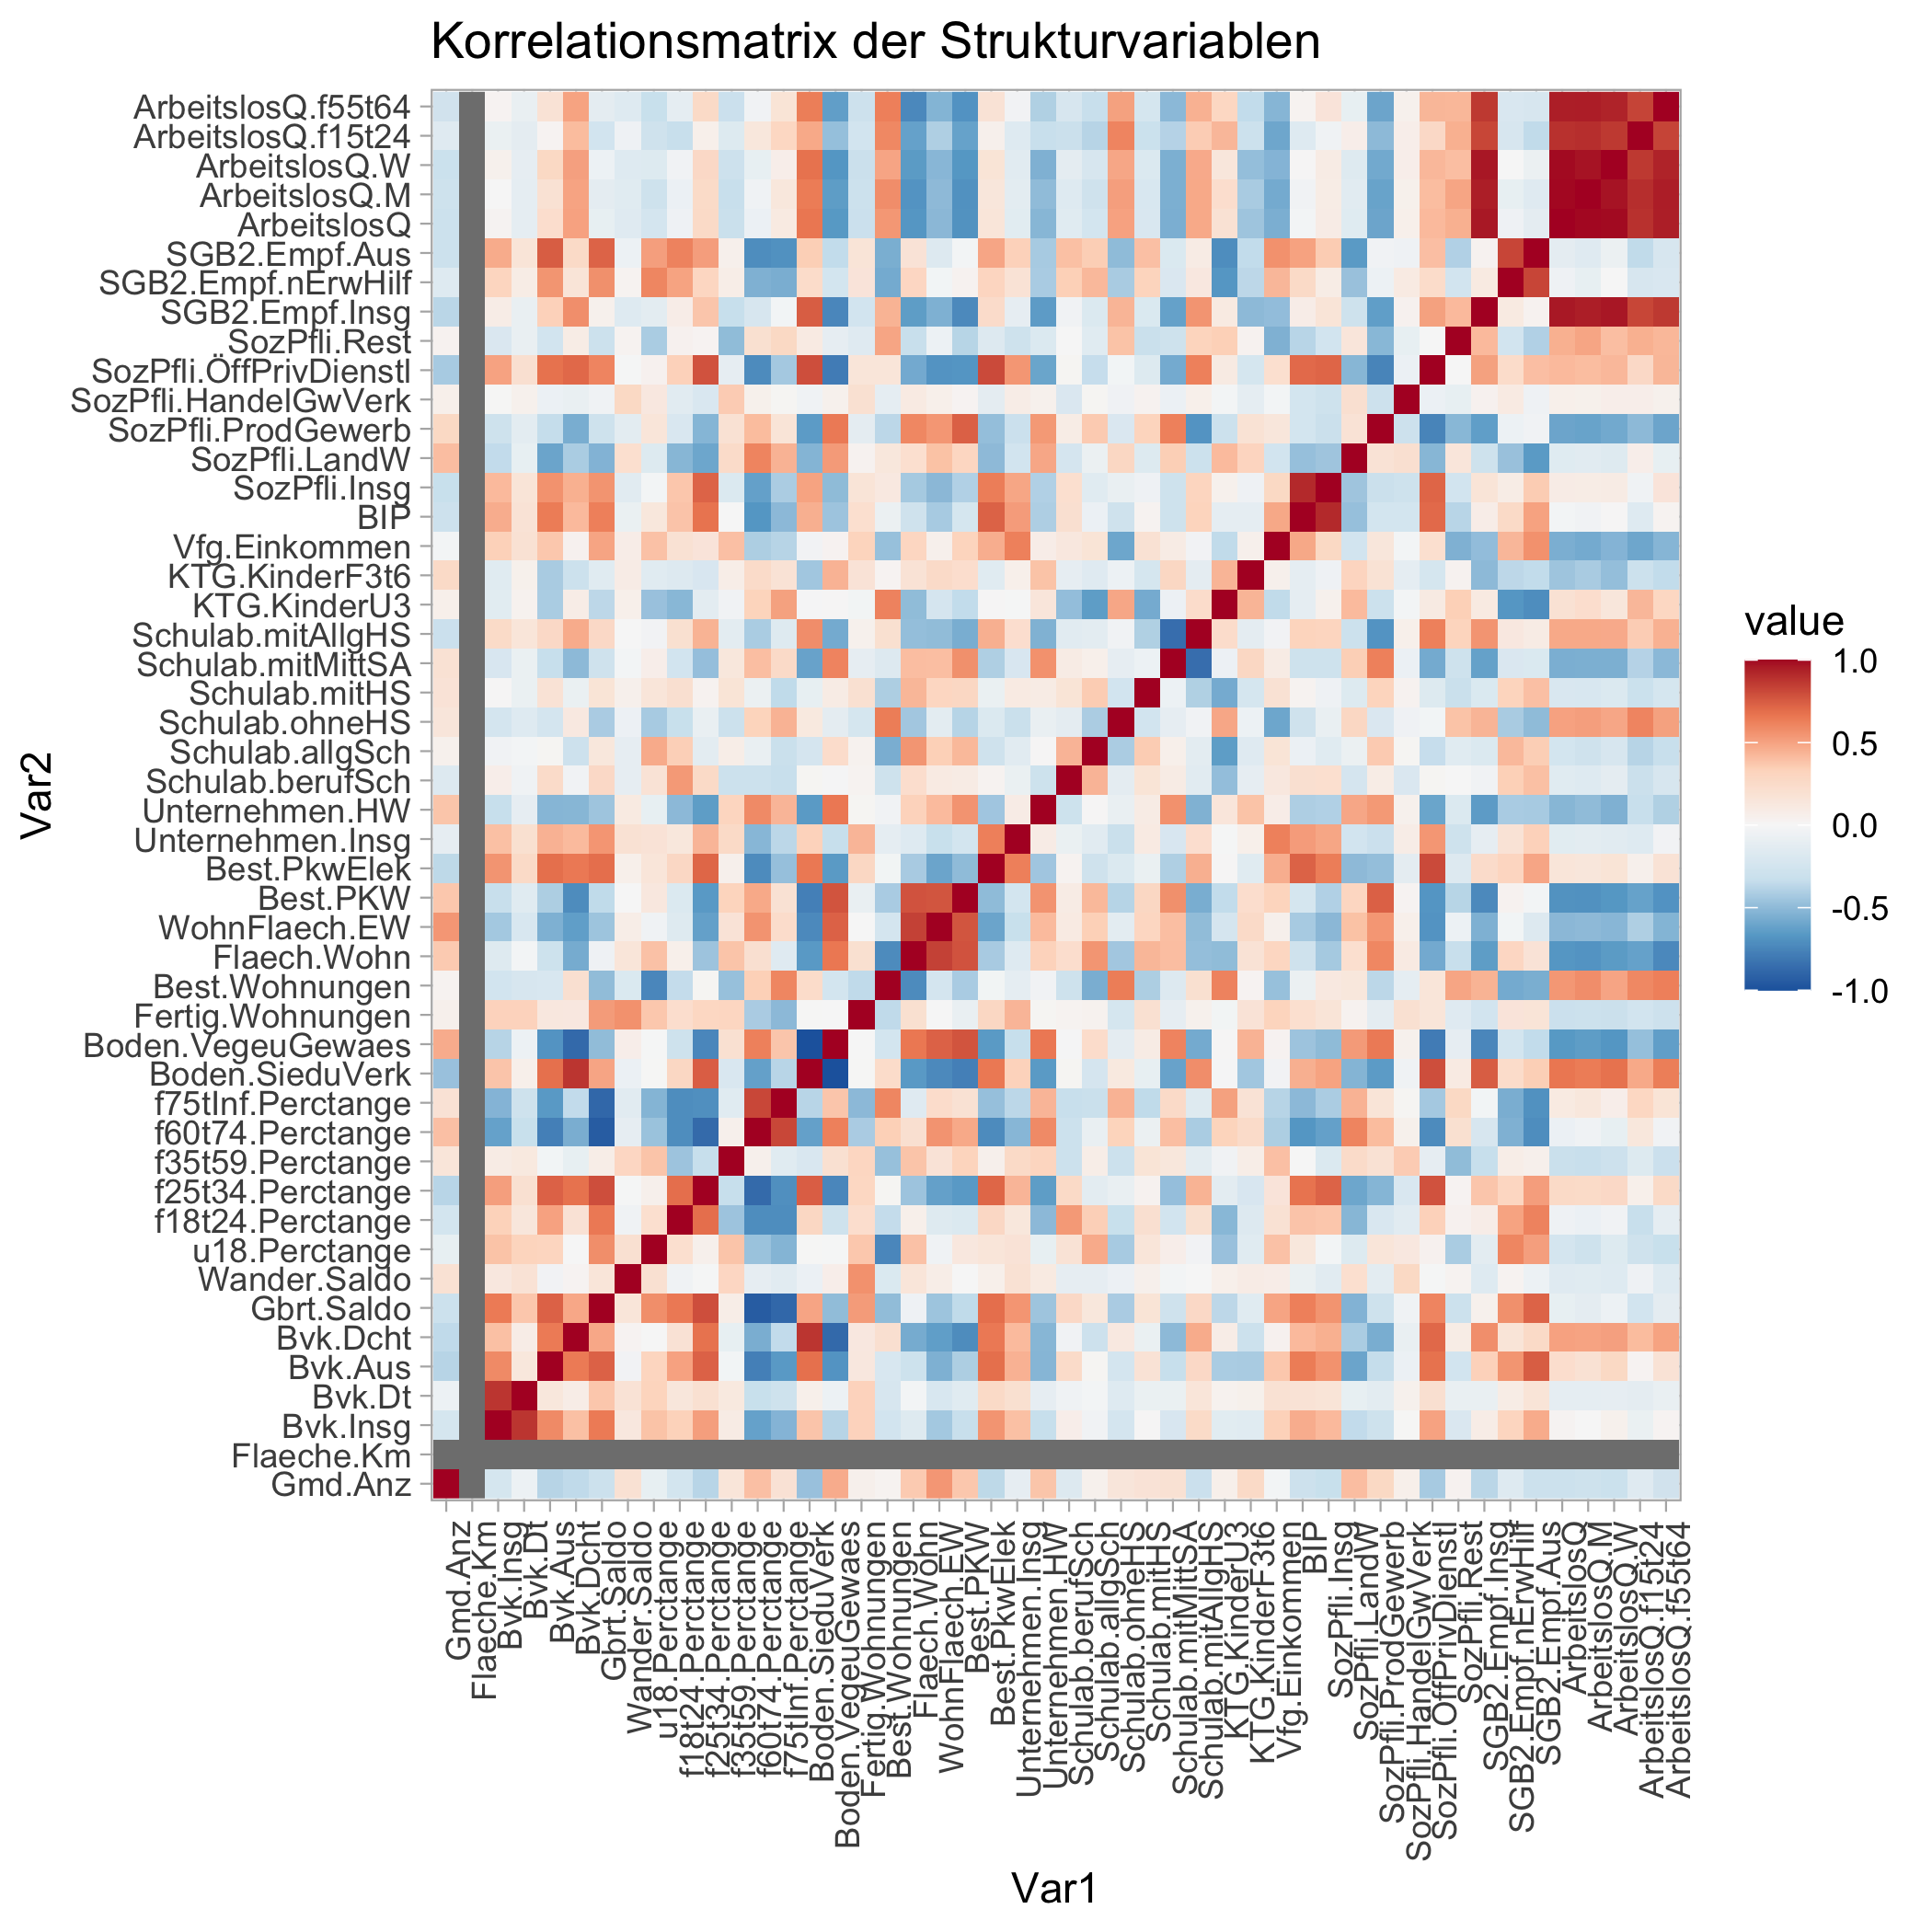 Korrelationsmatrix der Strukturvariablen
ArbeitslosQ.f55t64
ArbeitslosQ.f15t24
ArbeitslosQ.W
ArbeitslosQ.M
ArbeitslosQ
SGB2.Empf.Aus
SGB2.Empf.nErwHilf
SGB2.Empf.Insg
SozPfli.Rest
SozPfli.ÖffPrivDienstl
SozPfli.HandelGwVerk
SozPfli.ProdGewerb
SozPfli.LandW
SozPfli.Insg
BIP
Vfg.Einkommen
KTG.KinderF3t6
KTG.KinderU3
Schulab.mitAllgHS
Schulab.mitMittSA
Schulab.mitHS
Schulab.ohneHS
Schulab.allgSch
Schulab.berufSch
Unternehmen.HW
Unternehmen.Insg
Best.PkwElek
Best.PKW
WohnFlaech.EW
Flaech.Wohn
Best.Wohnungen
Fertig.Wohnungen
Boden.VegeuGewaes
Boden.SieduVerk
f75tInf.Perctange
f60t74.Perctange
f35t59.Perctange
f25t34.Perctange
f18t24.Perctange
u18.Perctange
Wander.Saldo
Gbrt.Saldo
Bvk.Dcht
Bvk.Aus
Bvk.Dt
Bvk.Insg
Flaeche.Km
Gmd.Anz
Var2
Gmd.Anz
Flaeche.Km
Bvk.Insg
Bvk.Dt
Bvk.Aus
Bvk.Dcht
Gbrt.Saldo
Wander.Saldo
u18.Perctange
f18t24.Perctange
f25t34.Perctange
f35t59.Perctange
f60t74.Perctange
f75tInf.Perctange
Boden.SieduVerk
Boden.VegeuGewaes
Fertig.Wohnungen
Best.Wohnungen
Flaech.Wohn
WohnFlaech.EW
Best.PKW
Best.PkwElek
Unternehmen.Insg
Unternehmen.HW
Schulab.berufSch
Schulab.allgSch
Schulab.ohneHS
Schulab.mitHS
Schulab.mitMittSA
Schulab.mitAllgHS
KTG.KinderU3
KTG.KinderF3t6
Vfg.Einkommen
BIP
SozPfli.Insg
SozPfli.LandW
SozPfli.ProdGewerb
SozPfli.HandelGwVerk
SozPfli.ÖffPrivDienstl
SozPfli.Rest
SGB2.Empf.Insg
SGB2.Empf.nErwHilf
SGB2.Empf.Aus
ArbeitslosQ
ArbeitslosQ.M
ArbeitslosQ.W
ArbeitslosQ.f15t24
ArbeitslosQ.f55t64
Var1
value
1.0
0.5
0.0
-0.5
-1.0